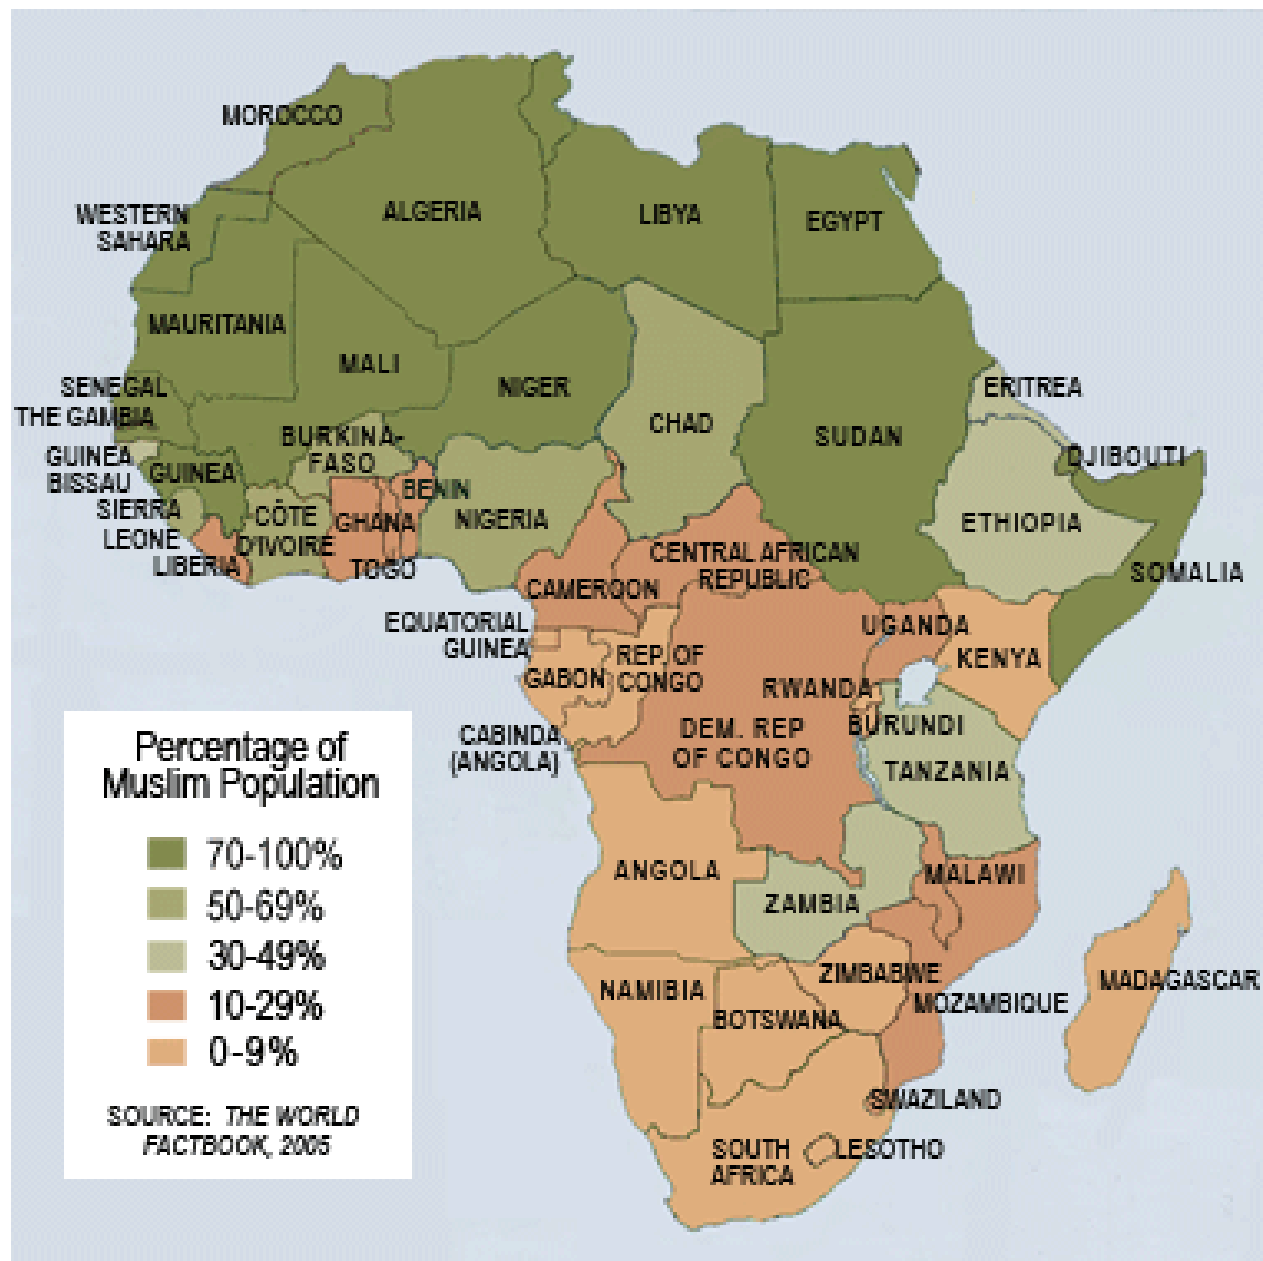 MOROCCO
WESTERN
SAHARA
ALGERIA
LIBYA
EGYPT
MAURITANIA
MALI
NIGER
CHAD
SUDAN
ERITREA
SENEGAL
THE GAMBIA
GUINEA
BISSAU
GUINEA
BURKINA-
FASO
BENIN
NIGERIA
DJIBOUTI
ETHIOPIA
SOMALIA
SIERRA
LEONE
CÔTE
D'IVOIRE
GHANA
LIBERIA
TOGO
CAMEROON
CENTRAL AFRICAN
REPUBLIC
EQUATORIAL
GUINEA
GABON
REP. OF
CONGO
UGANDA
KENYA
RWANDA
BURUNDI
CABINDA
(ANGOLA)
DEM. REP
OF CONGO
TANZANIA
ANGOLA
ZAMBIA
MALAWI
NAMIBIA
BOTSWANA
ZIMBABWE
MOZAMBIQUE
MADAGASCAR
SWAZILAND
SOUTH
AFRICA
LESOTHO
Percentage of
Muslim Population
70-100%
50-69%
30-49%
10-29%
0-9%
SOURCE: THE WORLD
FACTBOOK, 2005